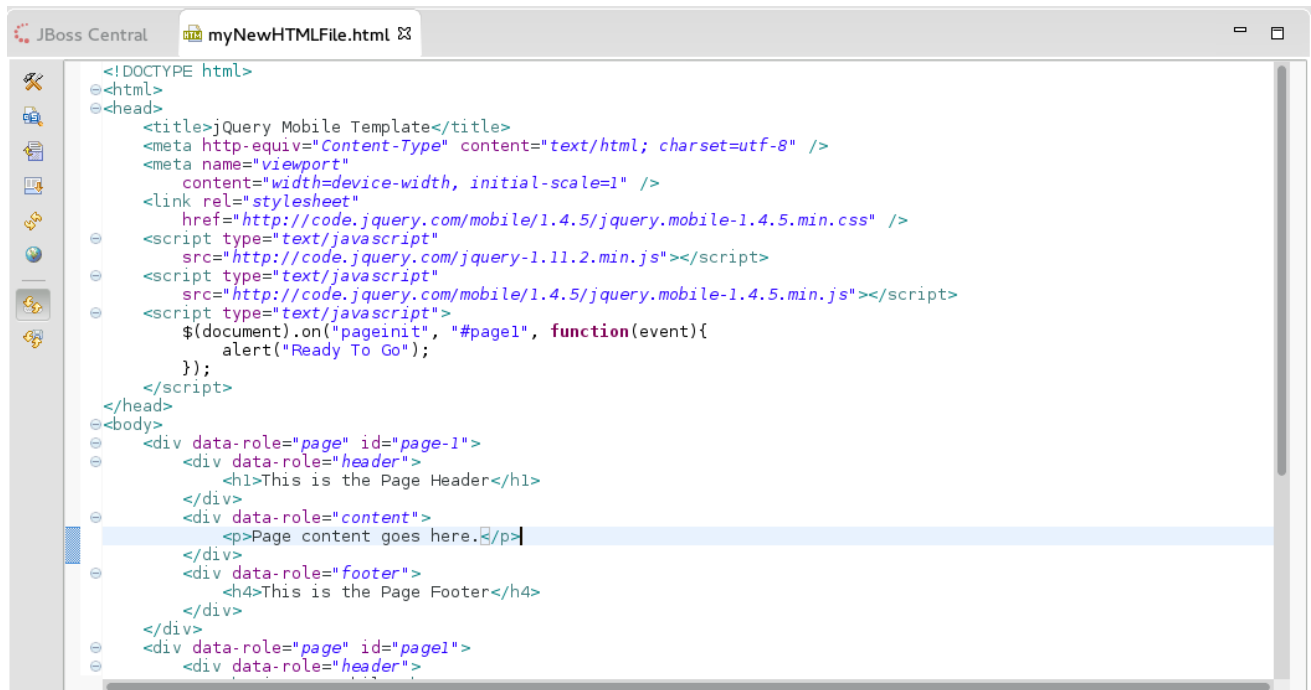 JBoss Central myNewHTMLFile.html
<!DOCTYPE html>
<html>
<head>
    <title>jQuery Mobile Template</title>
    <meta http-equiv="Content-Type" content="text/html; charset=utf-8" />
    <meta name="viewport"
        content="width=device-width, initial-scale=1" />
    <link rel="stylesheet"
        href="http://code.jquery.com/mobile/1.4.5/jquery.mobile-1.4.5.min.css" />
    <script type="text/javascript"
        src="http://code.jquery.com/jquery-1.11.2.min.js"></script>
    <script type="text/javascript"
        src="http://code.jquery.com/mobile/1.4.5/jquery.mobile-1.4.5.min.js"></script>
    <script type="text/javascript">
        $(document).on("pageinit", "#page1", function(event){
            alert("Ready To Go");
        });
    </script>
</head>
<body>
    <div data-role="page" id="page-1">
        <div data-role="header">
            <h1>This is the Page Header</h1>
        </div>
        <div data-role="content">
            <p>Page content goes here.</p>
        </div>
        <div data-role="footer">
            <h4>This is the Page Footer</h4>
        </div>
    </div>
    <div data-role="page" id="page1">
        <div data-role="header">